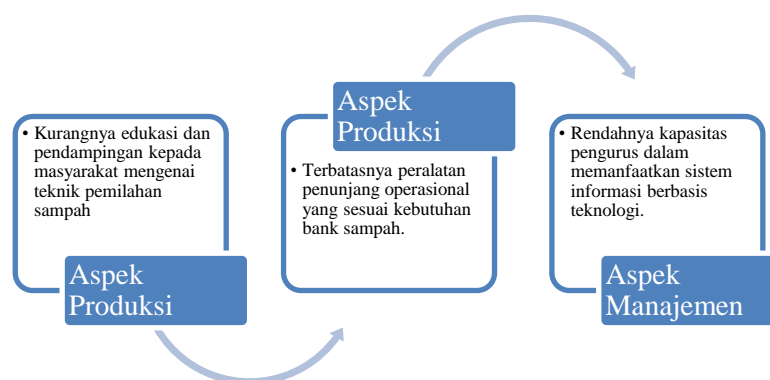 • Kurangnya edukasi dan
pendampingan kepada
masyarakat mengenai
teknik pemilahan
sampah
Aspek
Produksi
Aspek
Produksi
• Terbatasnya peralatan
penunjang operasional
yang sesuai kebutuhan
bank sampah.
• Rendahnya kapasitas
pengurus dalam
memanfaatkan sistem
informasi berbasis
teknologi.
Aspek
Manajemen